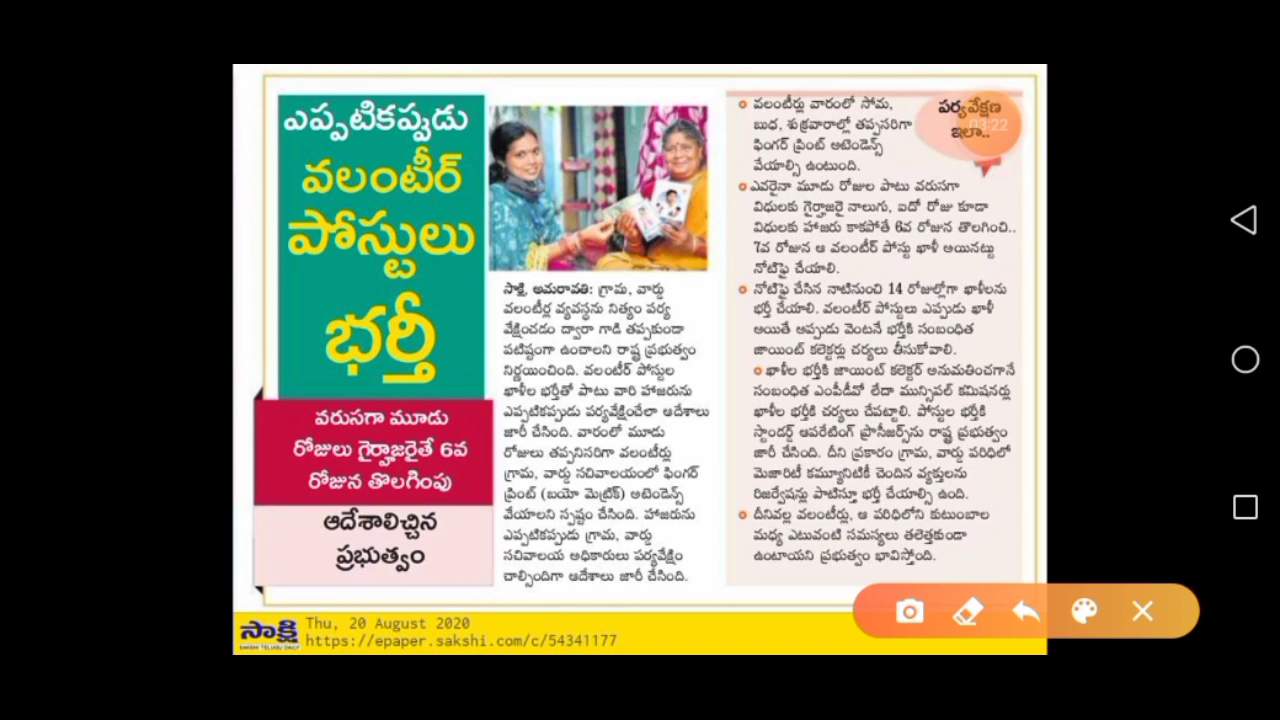 ఎప్పటికప్పుడు
వలంటీర్
పోస్టులు
భర్తీ
వరుసగా మూడు
రోజులు గైర్హాజరైతే 6వ
రోజున తొలగింపు
ఆదేశాలిచ్చిన
ప్రభుత్వం
సాక్షి, అమరావతి: గ్రామ, వార్డు
వలంటీర్ల వ్యవస్థను నిత్యం పర్య
వేక్షించడం ద్వారా గాడి తప్పకుండా
పటిష్టంగా ఉంచాలని రాష్ట్ర ప్రభుత్వం
నిర్ణయించింది. వలంటీర్ పోస్టుల
ఖాళీల భర్తీతో పాటు వారి హాజరును
ఎప్పటికప్పుడు పర్యవేక్షించేలా ఆదేశాలు
జారీ చేసింది. వారంలో మూడు
రోజులు తప్పనిసరిగా వలంటీర్లు
గ్రామ, వార్డు సచివాలయంలో ఫింగర్
ప్రింట్ (బయో మెట్రిక్) అటెండెన్స్
వేయాలని స్పష్టం చేసింది. హాజరును
ఎప్పటికప్పుడు గ్రామ, వార్డు
సచివాలయ అధికారులు పర్యవేక్షిం
చాల్సిందిగా ఆదేశాలు జారీ చేసింది.
పర్యవేక్షణ
ఇలా..
03:22
వలంటీర్లు వారంలో సోమ,
బుధ, శుక్రవారాల్లో తప్పసరిగా
ఫింగర్ ప్రింట్ అటెండెన్స్
వేయాల్సి ఉంటుంది.
ఎవరైనా మూడు రోజుల పాటు వరుసగా
విధులకు గైర్హాజరై నాలుగు, ఐదో రోజు కూడా
విధులకు హాజరు కాకపోతే 6వ రోజున తొలగించి..
7వ రోజున ఆ వలంటీర్ పోస్టు ఖాళీ అయినట్టు
నోటిఫై చేయాలి.
నోటిఫై చేసిన నాటినుంచి 14 రోజుల్లోగా ఖాళీలను
భర్తీ చేయాలి. వలంటీర్ పోస్టులు ఎప్పుడు ఖాళీ
అయితే అప్పుడు వెంటనే భర్తీకి సంబంధిత
జాయింట్ కలెక్టర్లు చర్యలు తీసుకోవాలి.
ఖాళీల భర్తీకి జాయింట్ కలెక్టర్ అనుమతించగానే
సంబంధిత ఎంపీడీవో లేదా మున్సిపల్ కమిషనర్లు
ఖాళీల భర్తీకి చర్యలు చేపట్టాలి. పోస్టుల భర్తీకి
స్టాండర్డ్ ఆపరేటింగ్ ప్రొసీజర్స్‌ను రాష్ట్ర ప్రభుత్వం
జారీ చేసింది. దీని ప్రకారం గ్రామ, వార్డు పరిధిలో
మెజారిటీ కమ్యూనిటీకి చెందిన వ్యక్తులను
రిజర్వేషన్లు పాటిస్తూ భర్తీ చేయాల్సి ఉంది.
దీనివల్ల వలంటీర్లు, ఆ పరిధిలోని కుటుంబాల
మధ్య ఎటువంటి సమస్యలు తలెత్తకుండా
ఉంటాయని ప్రభుత్వం భావిస్తోంది.
సాక్షి
Thu, 20 August 2020
https://epaper.sakshi.com/c/54341177